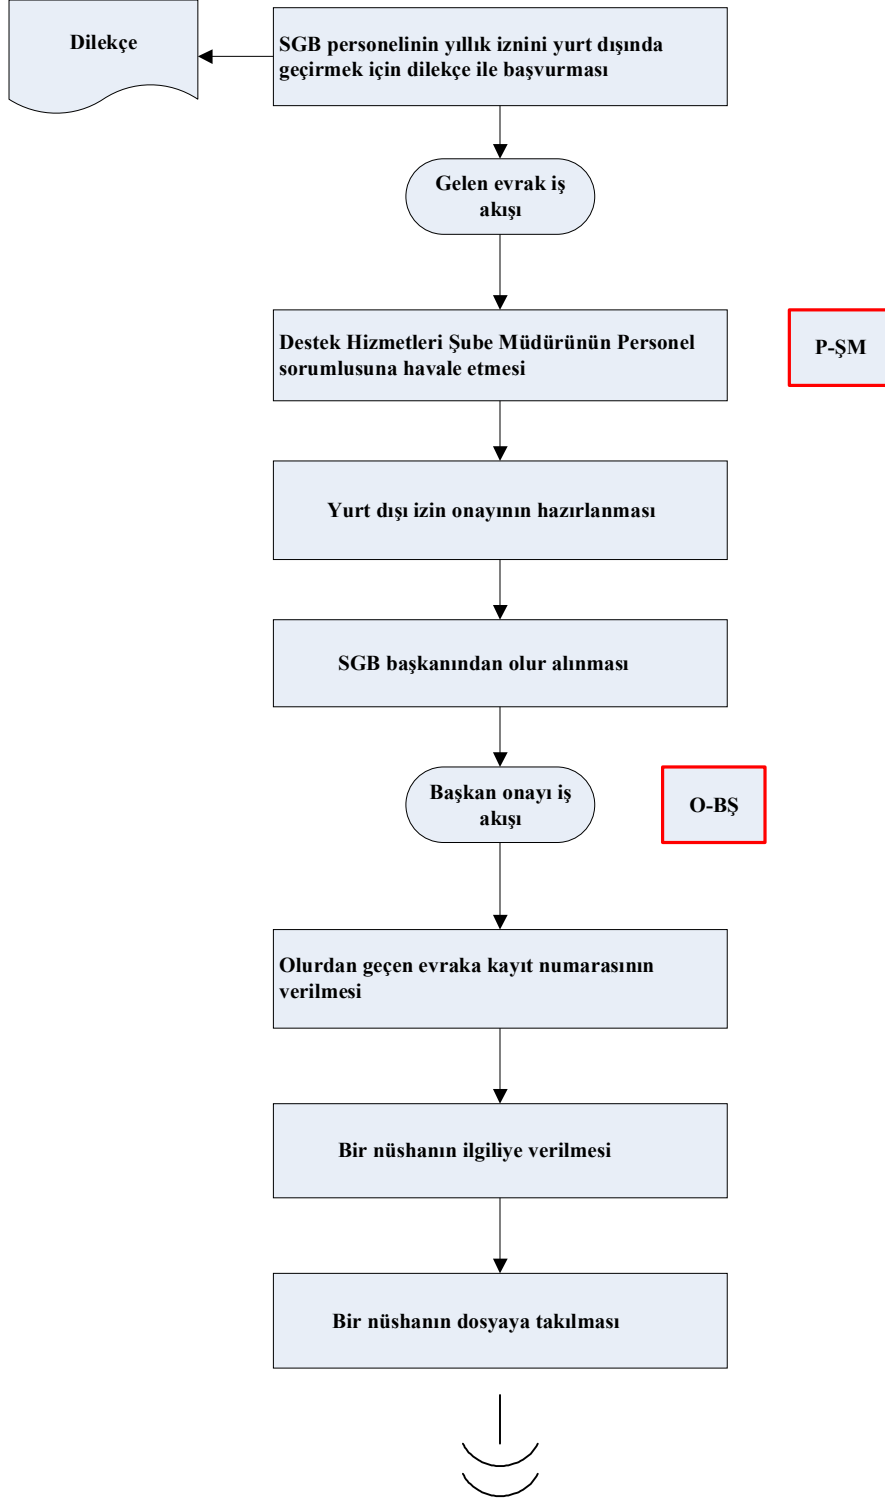 Dilekçe
SGB personelinin yıllık iznini yurt dışında
geçirmek için dilekçe ile başvurması
Gelen evrak iş
akışı
Destek Hizmetleri Şube Müdürünün Personel
sorumlusuna havale etmesi
P-ŞM
Yurt dışı izin onayının hazırlanması
SGB başkanından olur alınması
Başkan onayı iş
akışı
O-BŞ
Olurdan geçen evraka kayıt numarasının
verilmesi
Bir nüshanın ilgiliye verilmesi
Bir nüshanın dosyaya takılması